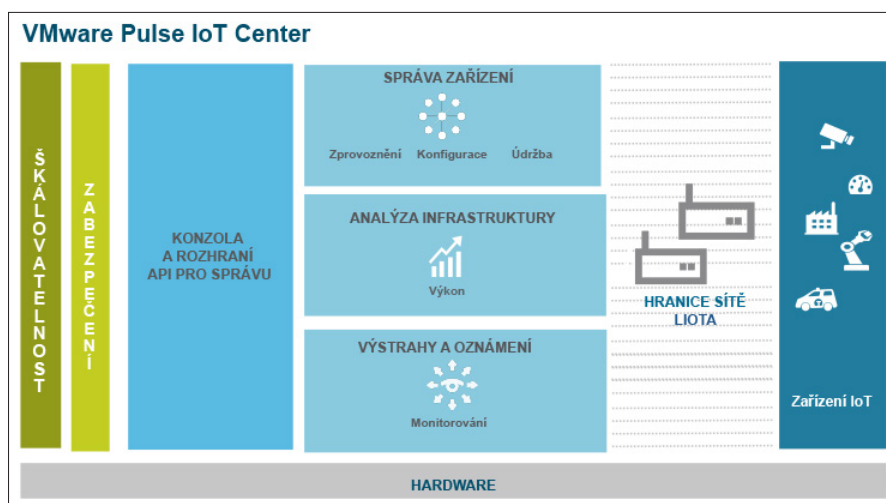 VMware Pulse IoT Center
ŠKÁLOVATELNOST
ZABEZPEČENÍ
KONZOLA
A ROZHRANÍ
API PRO SPRÁVU
SPRÁVA ZAŘÍZENÍ
Zprovoznění Konfigurace Údržba
ANALÝZA INFRASTRUKTURY
Výkon
VÝSTRAHY A OZNÁMENÍ
Monitorování
HRANICE SÍTĚ
LIOTA
Zařízení IoT
HARDWARE